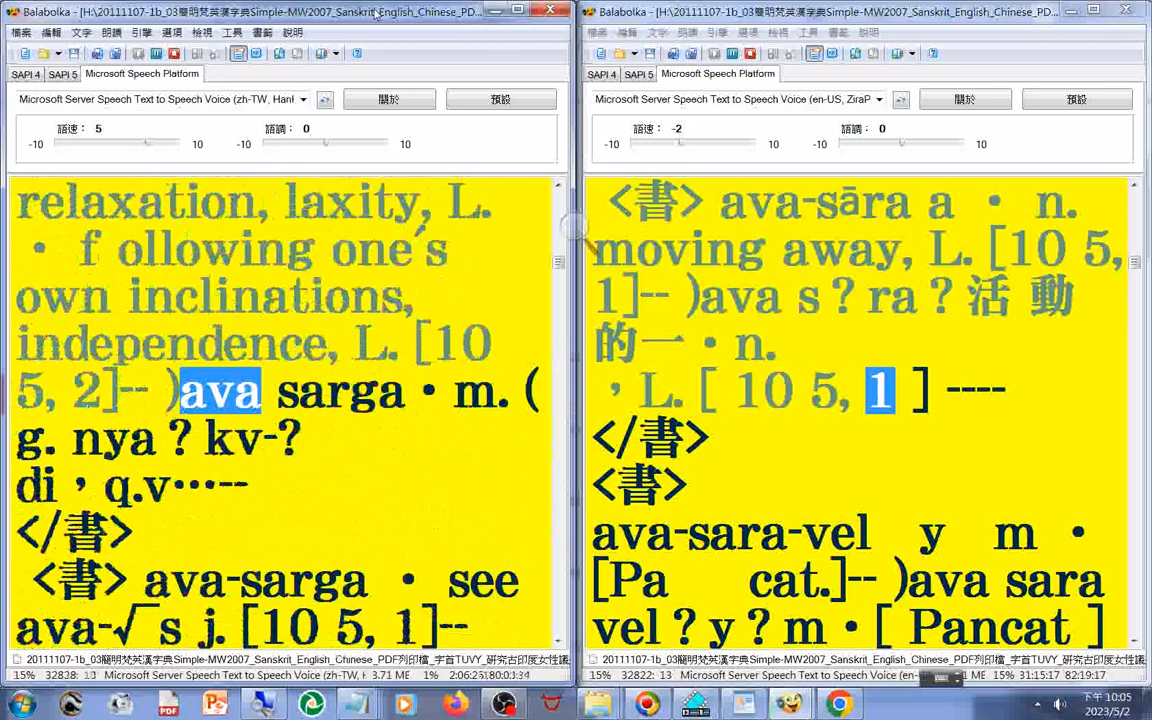 Balabolka - [H:\20111107-1b_03簡明梵英漢字典Simple-MW2007_Sanskrit_English_Chinese_PD...
檔案 編輯 文字 朗讀 引擎 選項 檢視 工具 書籤 說明
SAPI 4 SAPI 5 Microsoft Speech Platform
Microsoft Server Speech Text to Speech Voice (zh-TW, Hanl 關於 預設
語速： 5 語調： 0
-10 10 -10 10
relaxation, laxity, L.
• f ollowing one's
own inclinations,
independence, L. [10
5, 2]-- )ava sarga • m. (
g. nya ? kv-?
di，q.v…--
</書>
<書> ava-sarga • see
ava-√ s j. [10 5, 1]--
20111107-1b_03簡明梵英漢字典Simple-MW2007_Sanskrit_English_Chinese_PDF列印檔_字首TUVY_研究古印度女性議
15% 32838: 13 Microsoft Server Speech Text to Speech Voice (zh-TW, H 3.71 MB 1%
Balabolka - [H:\20111107-1b_03簡明梵英漢字典Simple-MW2007_Sanskrit_English_Chinese_PD...
檔案 編輯 文字 朗讀 引擎 選項 檢視 工具 書籤 說明
SAPI 4 SAPI 5 Microsoft Speech Platform
Microsoft Server Speech Text to Speech Voice (en-US, ZiraP 關於 預設
語速： -2 語調： 0
-10 10 -10 10
<書> ava-sāra a • n.
moving away, L. [10 5,
1]-- )ava s ? ra ? 活 動
的一 • n.
，L. [ 10 5, 1 ] ----
</書>
<書>
ava-sara-vel y m •
[Pa cat.]-- )ava sara
vel ? y ? m • [ Pancat ]
20111107-1b_03簡明梵英漢字典Simple-MW2007_Sanskrit_English_Chinese_PDF列印檔_字首TUVY_研究古印度女性議
15% 32822: 13 Microsoft Server Speech Text to Speech Voice 15% 31:15:17 82:19:17
下午 10:05
2023/5/2